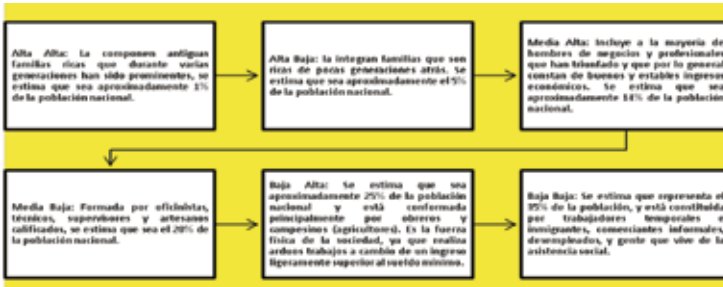 Alta Alta: La componen antiguan
familias ricas que durante varias
generaciones han sido prominentes, se
estima que sea aproximadamente 1%
de la población nacional.
Alta Baja: la integran familias que son
ricas de pocas generaciones atrás. Se
estima que sea aproximadamente el 5%
de la población nacional.
Media Alta: Incluye a la mayoría de
hombres de negocios y profesionales
que han triunfado y que por lo general
constan de buenos y estables ingresos
económicos. Se estima que sea
aproximadamente 14% de la población
nacional.
Media Baja: Formada por oficinistas,
técnicos, supervisores y artesanos
calificados, se estima que sea el 20% de
la población nacional.
Baja Alta: Se estima que sea
aproximadamente 25% de la población
nacional y está conformada
principalmente por obreros y
campesinos (agricultores). Es la fuerza
física de la sociedad, ya que realiza
arduos trabajos a cambio de un ingreso
ligeramente superior al sueldo mínimo.
Baja Baja: Se estima que representa el
35% de la población, y está constituida
por trabajadores temporales e
inmigrantes, comerciantes informales,
desempleados, y gente que vive de la
asistencia social.